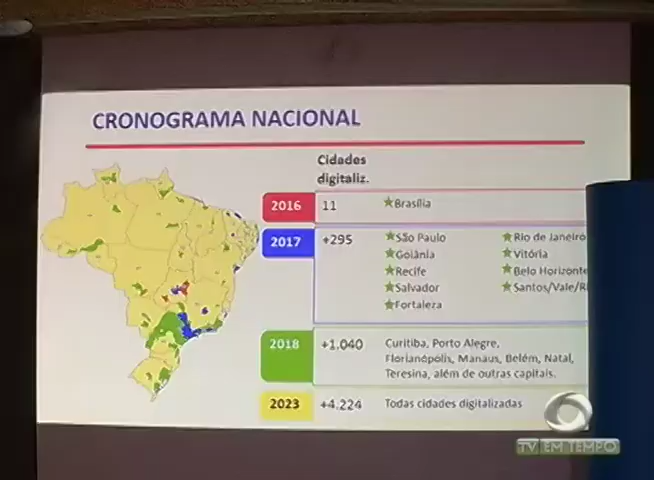 CRONOGRAMA NACIONAL
Cidades
digitaliz.
2016 11 Brasília
2017 +295 São Paulo Rio de Janeiro
Goiânia Vitória
Recife Belo Horizonte
Salvador Santos/Vale/
Fortaleza
2018 +1.040 Curitiba, Porto Alegre,
Florianópolis, Manaus, Belém, Natal,
Teresina, além de outras capitais.
2023 +4.224 Todas cidades digitalizadas
TV EM TEMPO